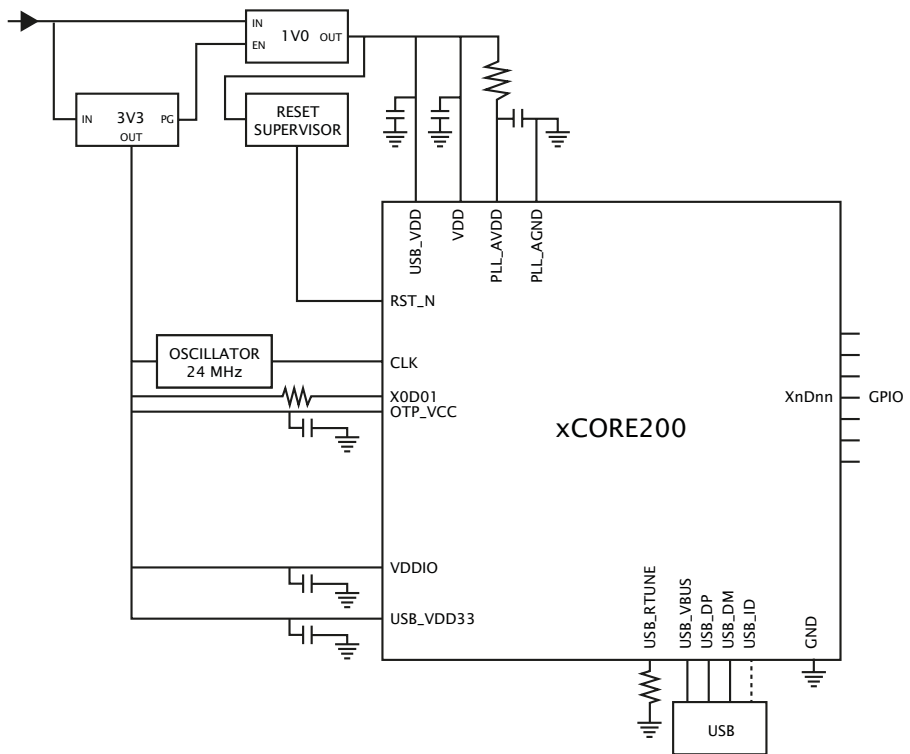 IN
1V0
OUT
EN
IN
3V3
PG
OUT
RESET
SUPERVISOR
USB_VDD
VDD
PLL_AVDD
PLL_AGND
RST_N
OSCILLATOR
24 MHz
CLK
X0D01
OTP_VCC
XnDnn
GPIO
xCORE200
VDDIO
USB_VDD33
USB_RTUNE
USB_VBUS
USB_DP
USB_DM
USB_ID
GND
USB